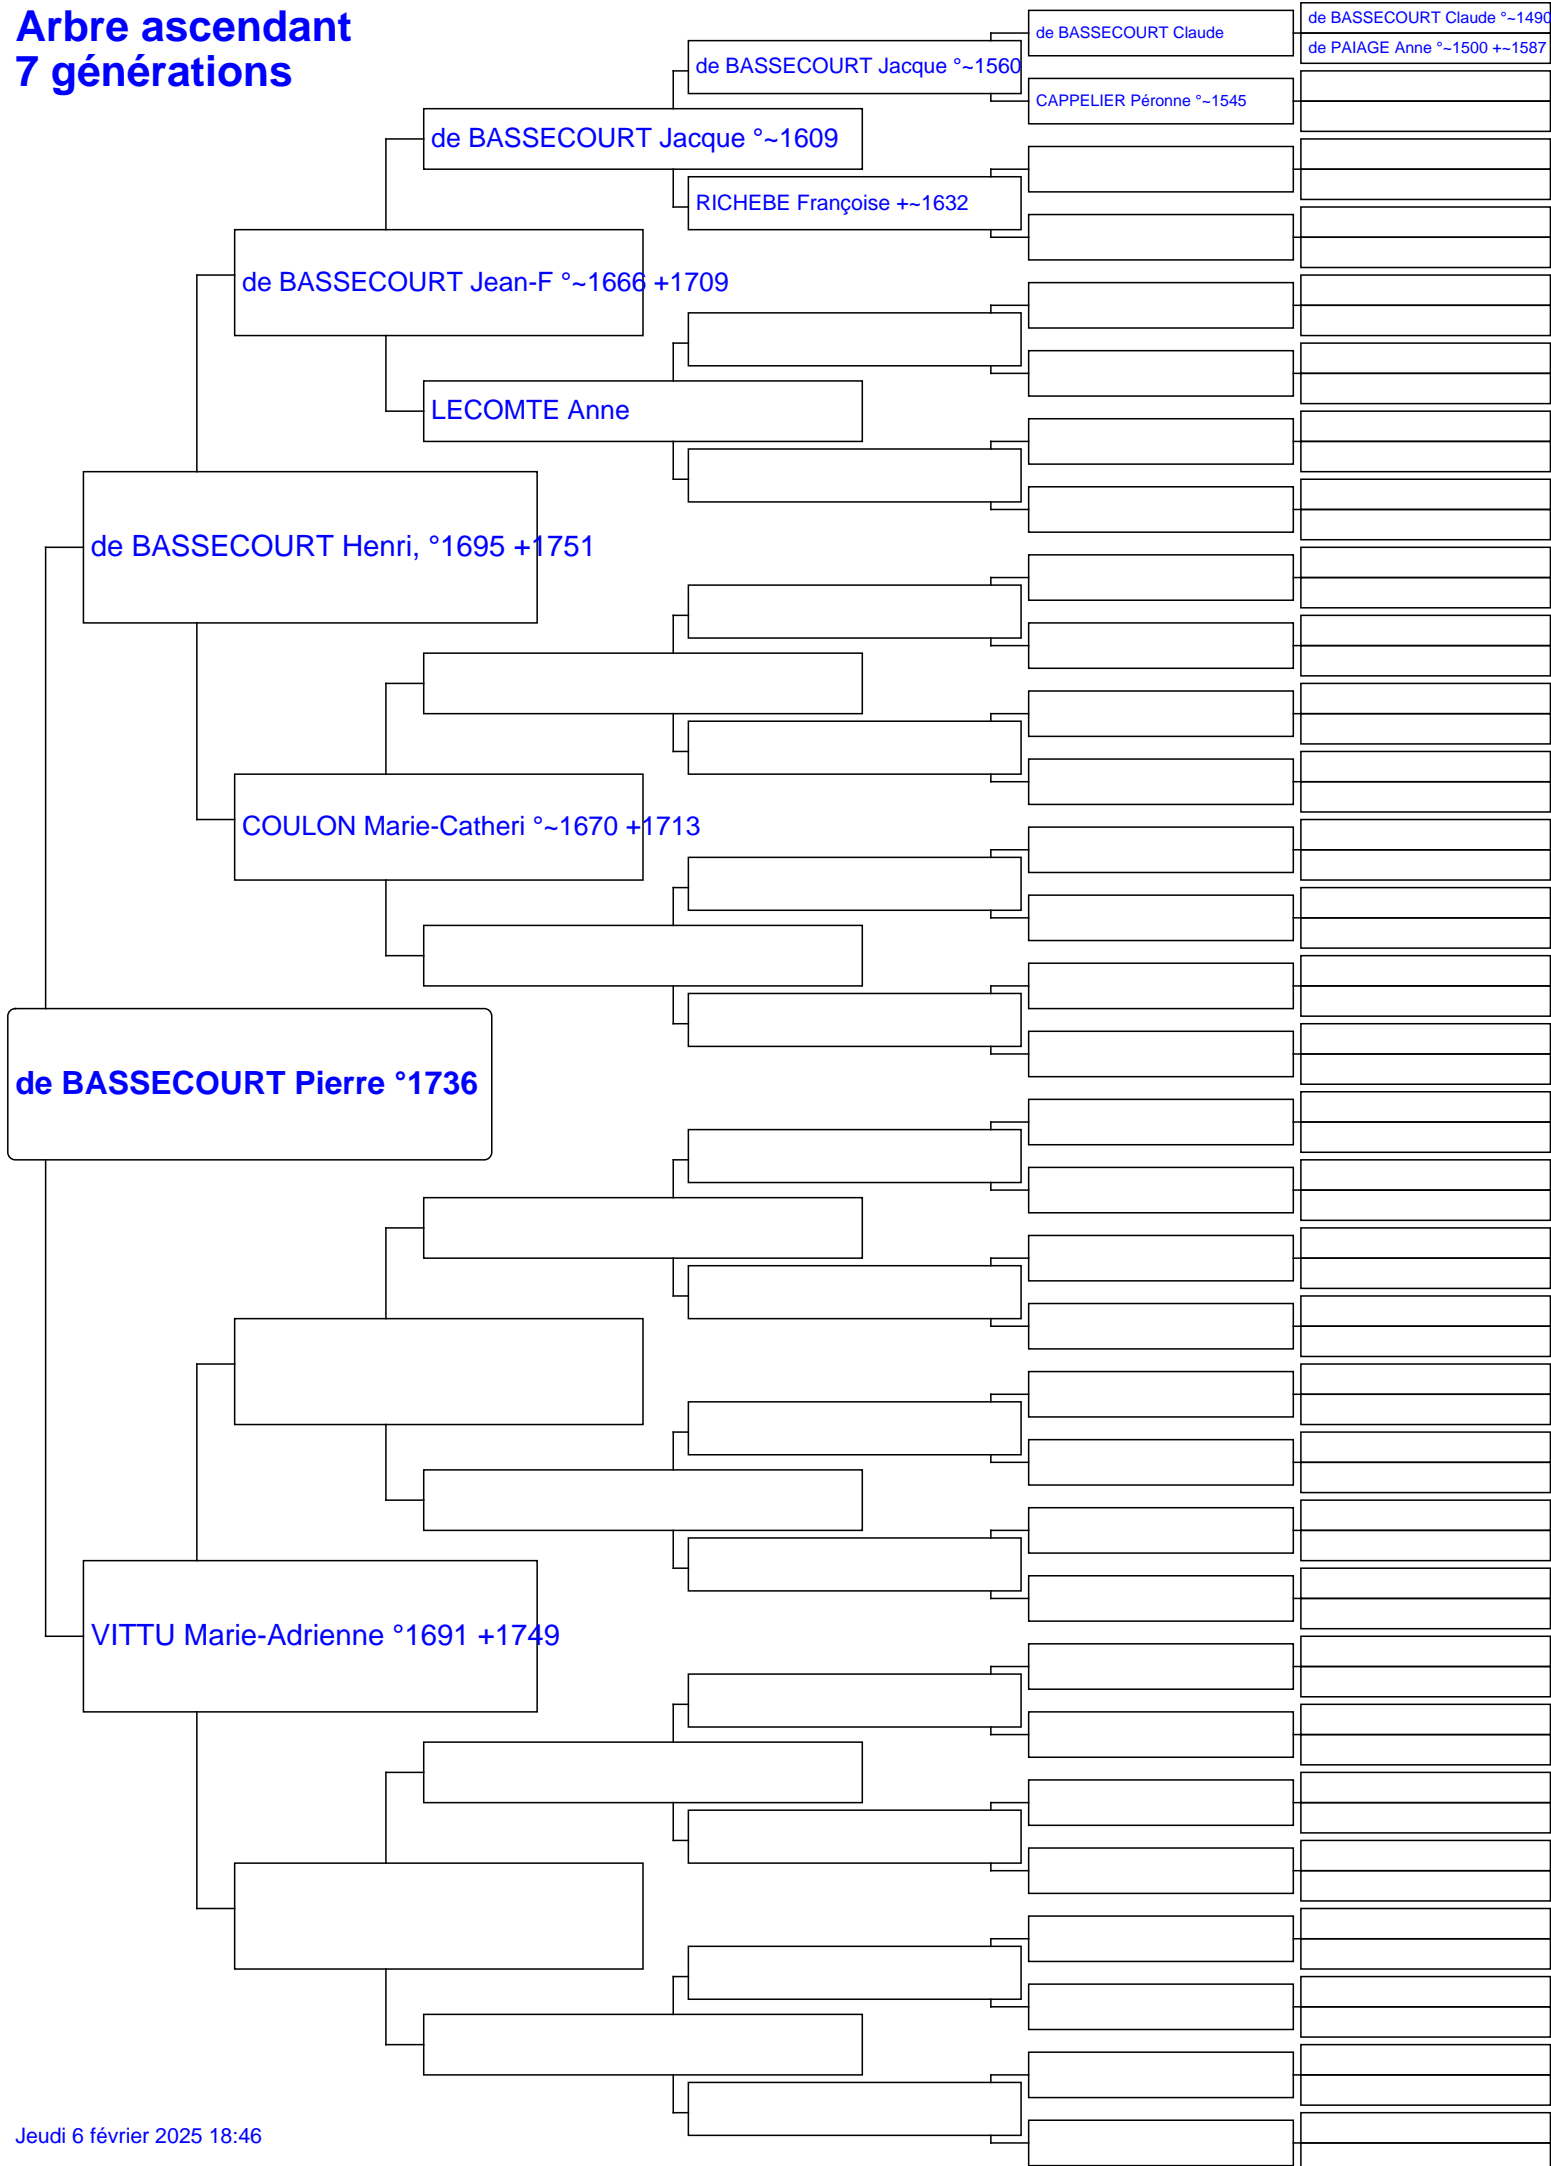 Arbre ascendant
7 générations
de BASSECOURT Claude °~1490
de PAIAGE Anne °~1500 +~1587
de BASSECOURT Claude
de BASSECOURT Jacque °~1560
CAPPELIER Péronne °~1545
de BASSECOURT Jacque °~1609
RICHEBE Françoise +~1632
de BASSECOURT Jean-F °~1666 +1709
LECOMTE Anne
de BASSECOURT Henri, °1695 +1751
COULON Marie-Catheri °~1670 +1713
de BASSECOURT Pierre °1736
VITTU Marie-Adrienne °1691 +1749
Jeudi 6 février 2025 18:46